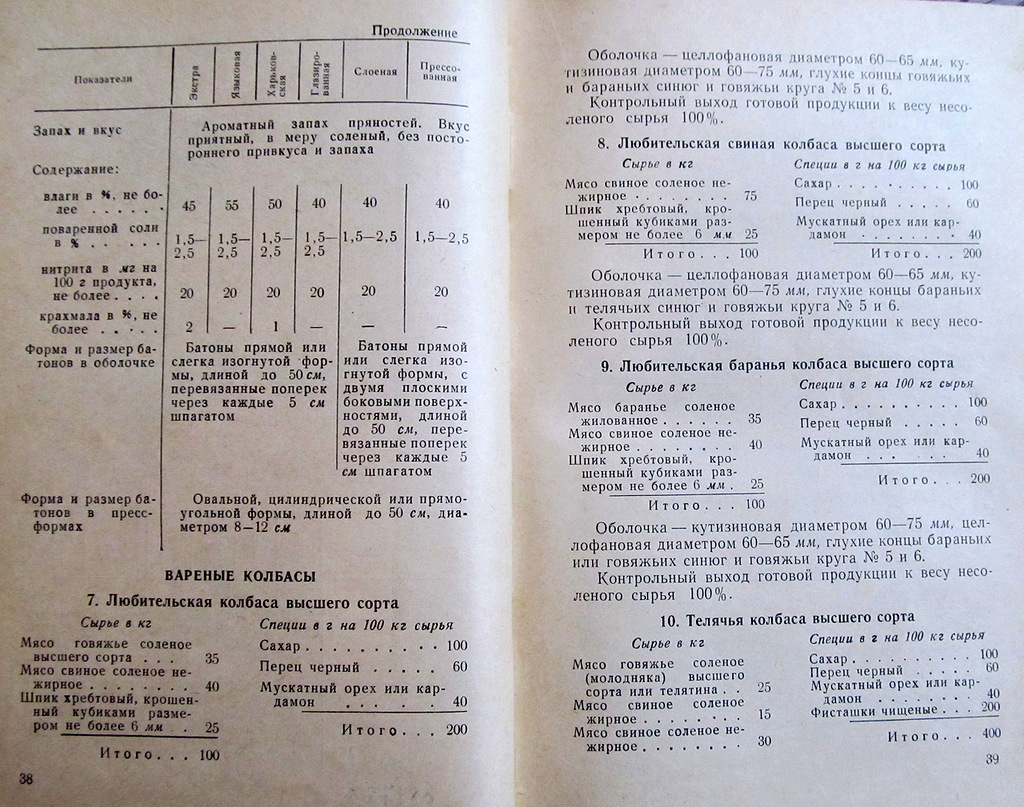 Продолжение
Показатели
Экстра
Языковая
Харьков-
ская
Глазиро-
ванная
Слоеная
Прессо-
ванная
Запах и вкус
Ароматный запах пряностей. Вкус
приятный, в меру соленый, без посто-
роннего привкуса и запаха
Содержание:
влаги в %, не бо-
лее . . . . . . 45 55 50 40 40 40
поваренной соли
в % . . . . . . 1,5— 1,5— 1,5— 1,5— 1,5—2,5 1,5—2,5
2,5 2,5 2,5 2,5
нитрита в мг на
100 г продукта,
не более . . . . 20 20 20 20 20 20
крахмала в %, не
более . . . . . 2 — 1 — — —
Форма и размер ба-
тонов в оболочке
Батоны прямой или
слегка изогнутой фор-
мы, длиной до 50 см,
перевязанные поперек
через каждые 5 см
шпагатом
Батоны прямой
или слегка изо-
гнутой формы, с
двумя плоскими
боковыми поверх-
ностями, длиной
до 50 см, пере-
вязанные поперек
через каждые 5
см шпагатом
Форма и размер ба-
тонов в пресс-
формах
Овальной, цилиндрической или прямо-
угольной формы, длиной до 50 см, диа-
метром 8—12 см
ВАРЕНЫЕ КОЛБАСЫ
7. Любительская колбаса высшего сорта
Сырье в кг
Мясо говяжье соленое
высшего сорта . . . 35
Мясо свиное соленое не-
жирное . . . . . . . . 40
Шпик хребтовый, крошен-
ный кубиками разме-
ром не более 6 мм . . 25
Итого . . . 100
Специи в г на 100 кг сырья
Сахар . . . . . . . . . . 100
Перец черный . . . . . 60
Мускатный орех или кар-
дамон . . . . . 40
Итого . . . 200
38
Оболочка — целлофановая диаметром 60—65 мм, ку-
тизиновая диаметром 60—75 мм, глухие концы говяжьих
и бараньих синюг и говяжьи круга № 5 и 6.
Контрольный выход готовой продукции к весу несо-
леного сырья 100%.
8. Любительская свиная колбаса высшего сорта
Сырье в кг
Мясо свиное соленое не-
жирное . . . . . . . . 75
Шпик хребтовый, кро-
шенный кубиками раз-
мером не более 6 мм 25
Итого . . . 100
Специи в г на 100 кг сырья
Сахар . . . . . . . . . . 100
Перец черный . . . . . 60
Мускатный орех или кар-
дамон . . . . . . . 40
Итого . . . 200
Оболочка — целлофановая диаметром 60—65 мм, ку-
тизиновая диаметром 60—75 мм, глухие концы бараньих
и телячьих синюг и говяжьи круга № 5 и 6.
Контрольный выход готовой продукции к весу несо-
леного сырья 100%.
9. Любительская баранья колбаса высшего сорта
Сырье в кг
Мясо баранье соленое
жилованное . . . . . . 35
Мясо свиное соленое не-
жирное . . . . . . . . 40
Шпик хребтовый, кро-
шенный кубиками раз-
мером не более 6 мм . 25
Итого . . . 100
Специи в г на 100 кг сырья
Сахар . . . . . . . . . . 100
Перец черный . . . . . 60
Мускатный орех или кар-
дамон . . . . . 40
Итого . . . 200
Оболочка — кутизиновая диаметром 60—75 мм, цел-
лофановая диаметром 60—65 мм, глухие концы бараньих
или говяжьих синюг и говяжьи круга № 5 и 6.
Контрольный выход готовой продукции к весу несо-
леного сырья 100%.
10. Телячья колбаса высшего сорта
Сырье в кг
Мясо говяжье соленое
(молодняка) высшего
сорта или телятина . . 25
Мясо свиное соленое
жирное . . . . . . . . 15
Мясо свиное соленое не-
жирное . . . . . . . . 30
Специи в г на 100 кг сырья
Сахар . . . . . . . . . . 100
Перец черный . . . . . 60
Мускатный орех или кар-
дамон . . . . . . . 40
Фисташки чищеные . . . 200
Итого . . . 400
39